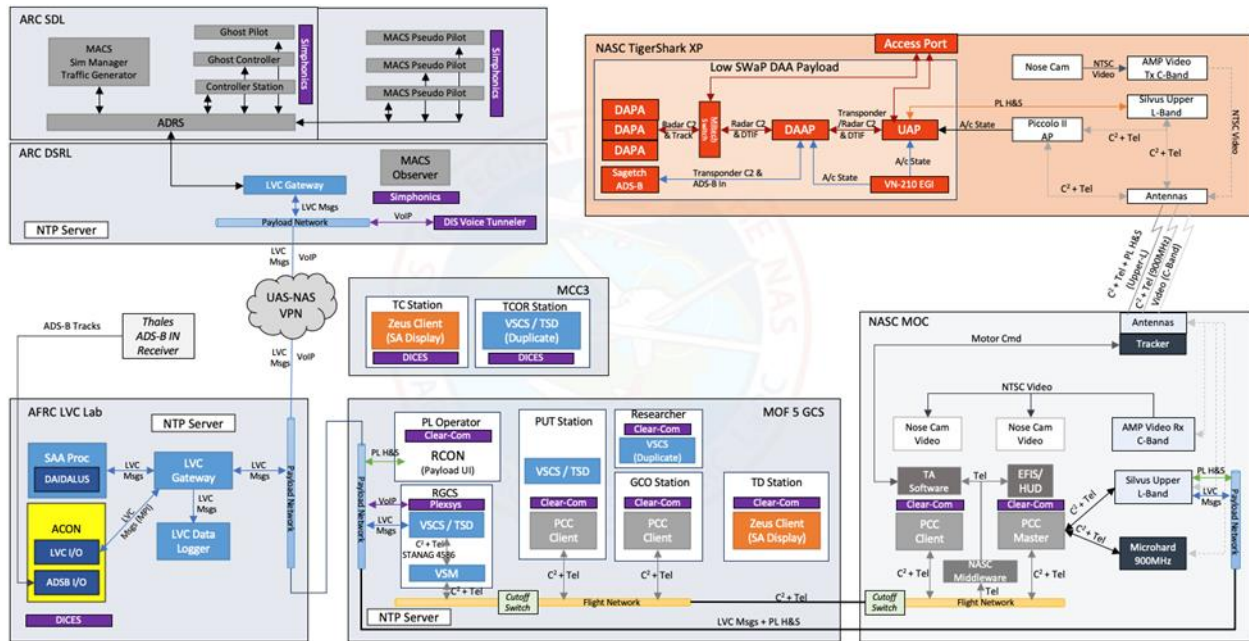 ARC SDL
MACS
Sim Manager
Traffic Generator
Ghost Pilot
Ghost Controller
Controller Station
Simphonics
MACS Pseudo Pilot
MACS Pseudo Pilot
MACS Pseudo Pilot
Simphonics
ADRS
ARC DSRL
LVC Gateway
MACS
Observer
Simphonics
LVC Msgs
Payload Network
VoIP
DIS Voice Tunneler
NTP Server
LVC
Msgs
VoIP
UAS-NAS
VPN
LVC
Msgs
VoIP
ADS-B Tracks
Thales
ADS-B IN
Receiver
MCC3
TC Station
Zeus Client
(SA Display)
DICES
TCOR Station
VSCS / TSD
(Duplicate)
DICES
NASC TigerShark XP
Access Port
Low SWaP DAA Payload
DAPA
DAPA
DAPA
Radar C2
& Track
Switch
Radar C2
& DTIF
DAAP
Transponder
/Radar C2
& DTIF
UAP
Sagetch
ADS-B
Transponder C2 &
ADS-B In
A/c State
A/c State
VN-210 EGI
PL H&S
A/c State
Nose Cam
NTSC
Video
AMP Video
Tx C-Band
Silvus Upper
L-Band
Piccolo II
AP
C² + Tel
C² + Tel
NTSC Video
Antennas
C² + Tel + PL H&S
(Upper-L)
C² + Tel (900MHz)
Video (C-Band)
AFRC LVC Lab
NTP Server
SAA Proc
DAIDALUS
LVC
Msgs
LVC
Gateway
LVC
Msgs
LVC
Msgs (MPI)
LVC
Msgs
LVC Data
Logger
ACON
LVC I/O
ADSB I/O
DICES
Payload Network
MOF 5 GCS
Payload Network
PL Operator
Clear-Com
RCON
(Payload UI)
PL H&S
RGCS
Plexsys
VoIP
VSCS / TSD
LVC
Msgs
C² + Tel
STANAG 4586
VSM
C² + Tel
NTP Server
Cutoff
Switch
Flight Network
PUT Station
VSCS / TSD
Clear-Com
PCC
Client
C² + Tel
Researcher
Clear-Com
VSCS
(Duplicate)
GCO Station
Clear-Com
PCC
Client
C² + Tel
TD Station
Clear-Com
Zeus Client
(SA Display)
C² + Tel
LVC Msgs + PL H&S
NASC MOC
Antennas
Tracker
Motor Cmd
NTSC Video
Nose Cam
Video
Nose Cam
Video
AMP Video Rx
C-Band
TA
Software
Tel
EFIS/
HUD
Clear-Com
PCC
Client
Clear-Com
PCC
Master
Silvus Upper
L-Band
PL H&S
LVC
Msgs
C² + Tel
C² + Tel
Microhard
900MHz
Payload Network
C² + Tel
NASC
Middleware
Tel
C² + Tel
Cutoff
Switch
Flight Network